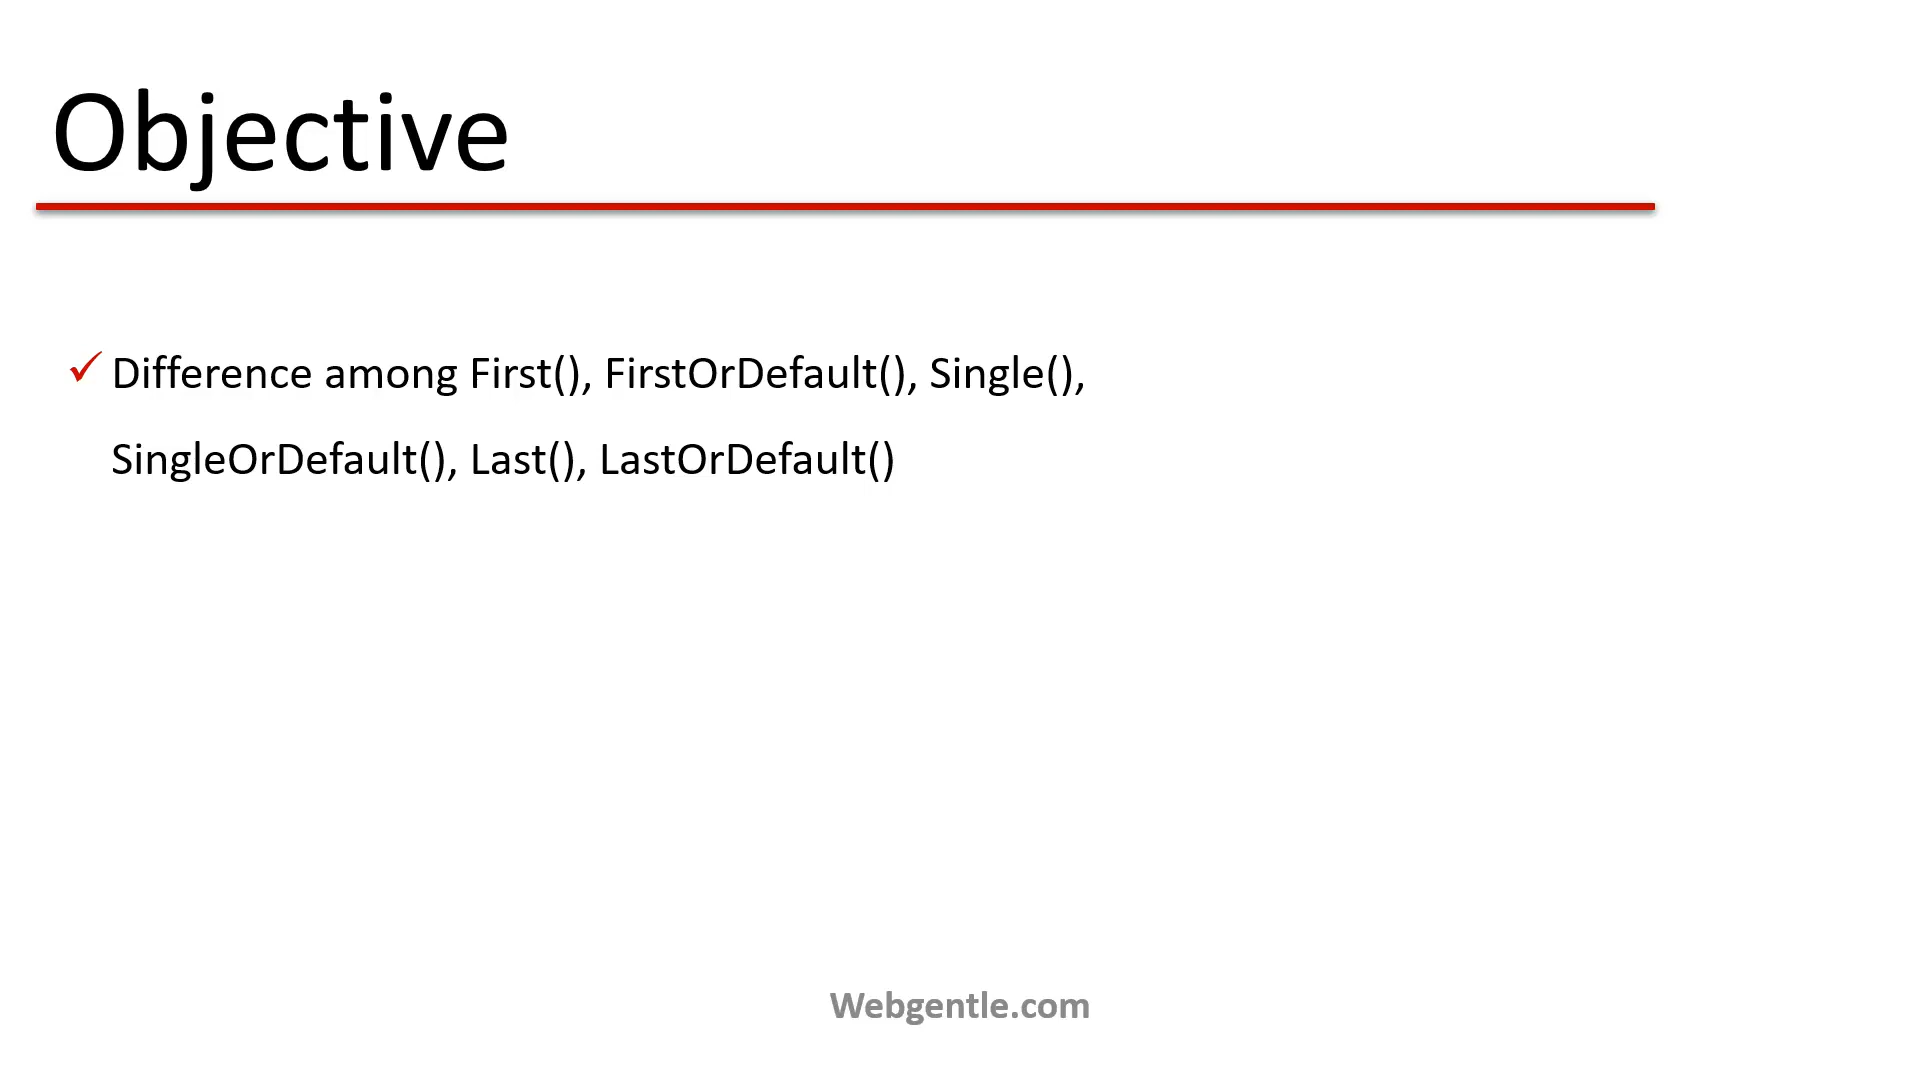 Objective
✓ Difference among First(), FirstOrDefault(), Single(),
SingleOrDefault(), Last(), LastOrDefault()
Webgentle.com